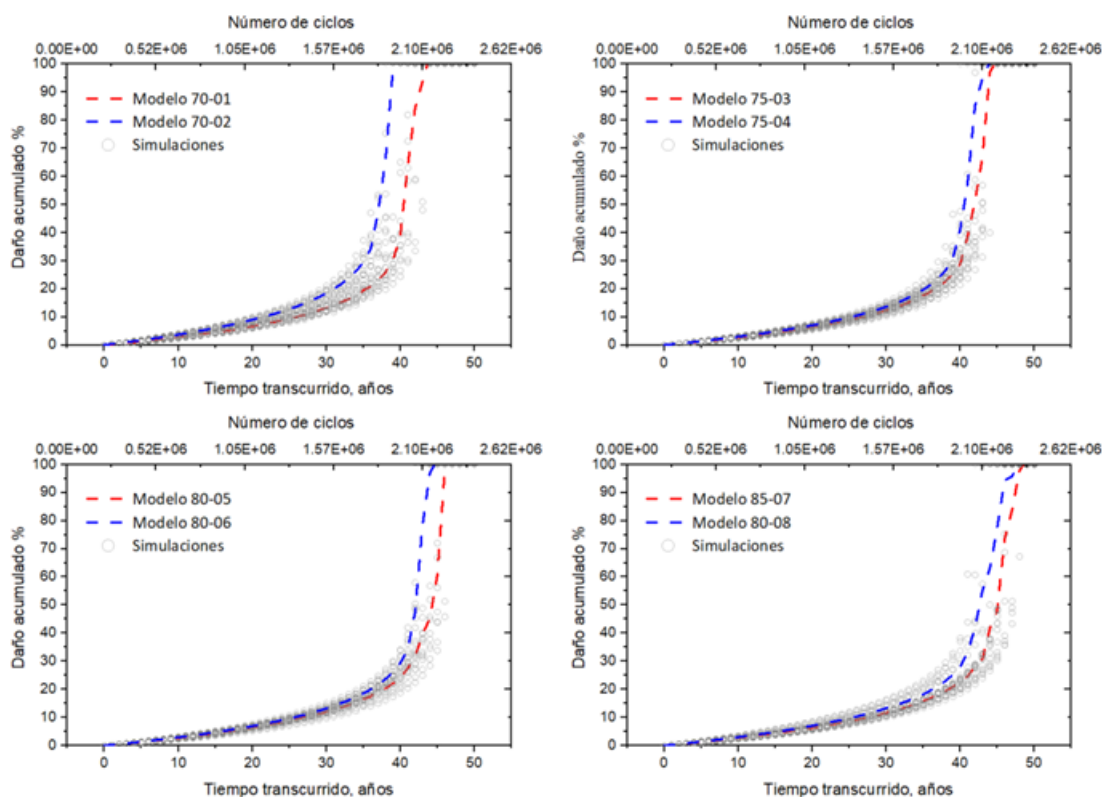 Número de ciclos
0.00E+00 0.52E+06 1.05E+06 1.57E+06 2.10E+06 2.62E+06
100
90
80
70
60
50
40
30
20
10
0
Daño acumulado %
Modelo 70-01
Modelo 70-02
Simulaciones
0 10 20 30 40 50
Tiempo transcurrido, años
Número de ciclos
0.00E+00 0.52E+06 1.05E+06 1.57E+06 2.10E+06 2.62E+06
100
90
80
70
60
50
40
30
20
10
0
Daño acumulado %
Modelo 75-03
Modelo 75-04
Simulaciones
0 10 20 30 40 50
Tiempo transcurrido, años
Número de ciclos
0.00E+00 0.52E+06 1.05E+06 1.57E+06 2.10E+06 2.62E+06
100
90
80
70
60
50
40
30
20
10
0
Daño acumulado %
Modelo 80-05
Modelo 80-06
Simulaciones
0 10 20 30 40 50
Tiempo transcurrido, años
Número de ciclos
0.00E+00 0.52E+06 1.05E+06 1.57E+06 2.10E+06 2.62E+06
100
90
80
70
60
50
40
30
20
10
0
Daño acumulado %
Modelo 85-07
Modelo 80-08
Simulaciones
0 10 20 30 40 50
Tiempo transcurrido, años